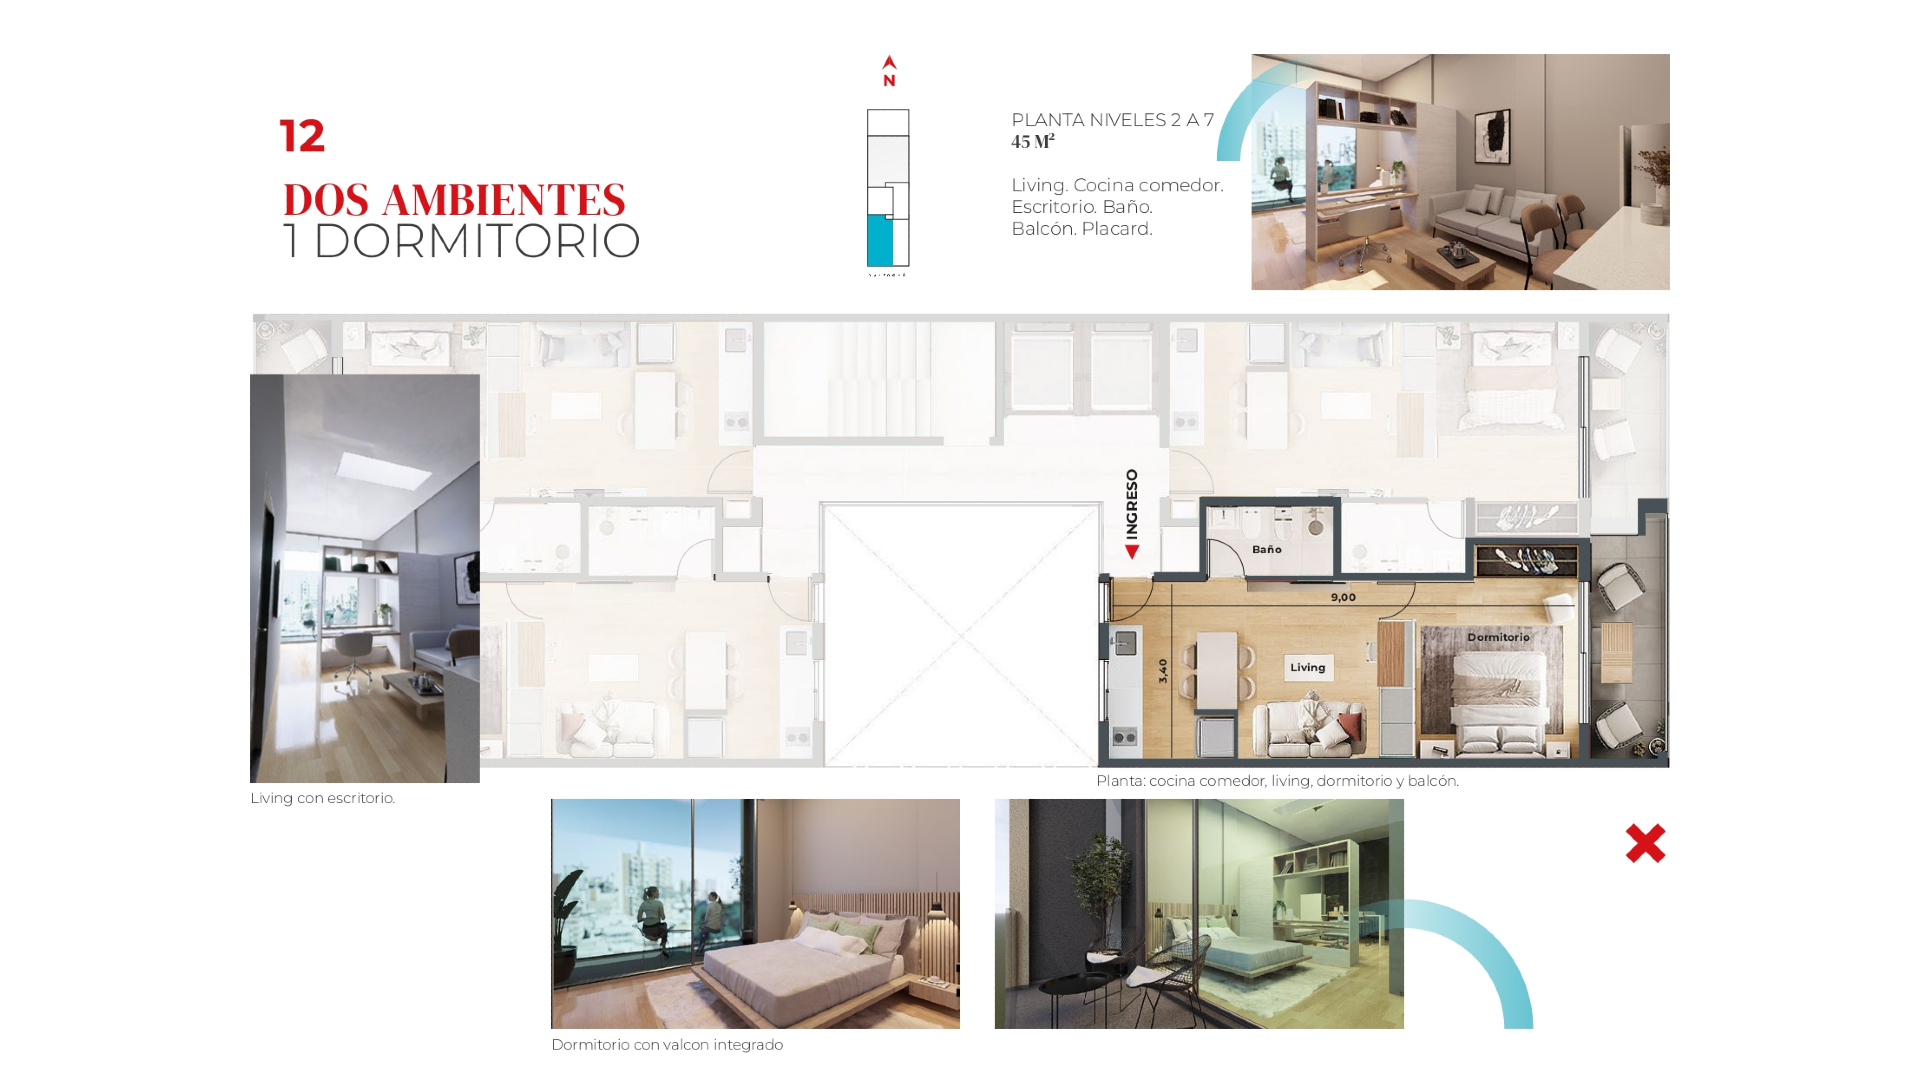 12
DOS AMBIENTES
1 DORMITORIO
N
PLANTA NIVELES 2 A 7
45 M²
Living. Cocina comedor.
Escritorio. Baño.
Balcón. Placard.
INGRESO
Baño
9,00
Dormitorio
3,40
Living
Planta: cocina comedor, living, dormitorio y balcón.
Living con escritorio.
Dormitorio con valcon integrado